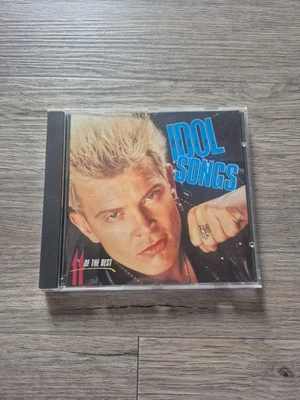 IDOL
SONGS
11
OF THE BEST